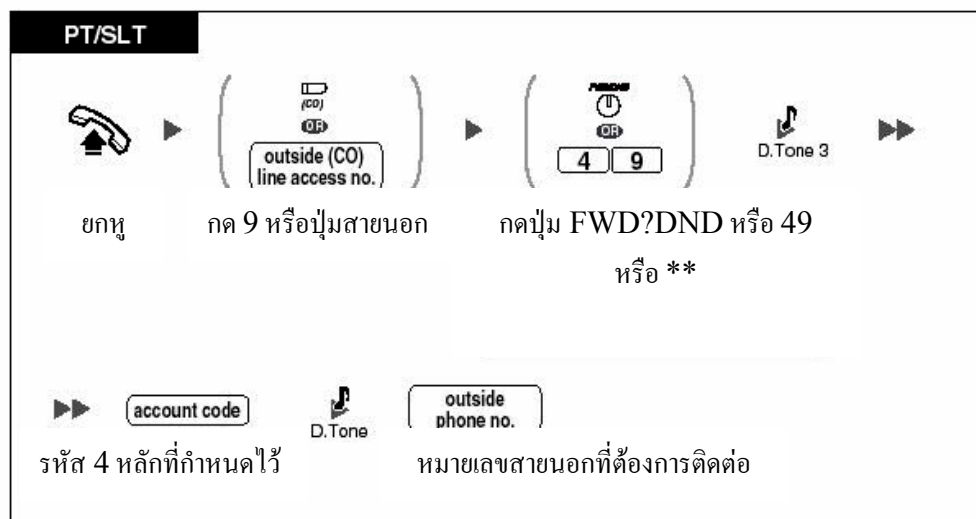 PT/SLT
(CO)
OR
outside (CO)
line access no.
OR
4 9
D.Tone 3
ยกหู
กด 9 หรือปุ่มสายนอก
กดปุ่ม FWD?DND หรือ 49
หรือ **
account code
D.Tone
outside
phone no.
รหัส 4 หลักที่กำหนดไว้
หมายเลขสายนอกที่ต้องการติดต่อ